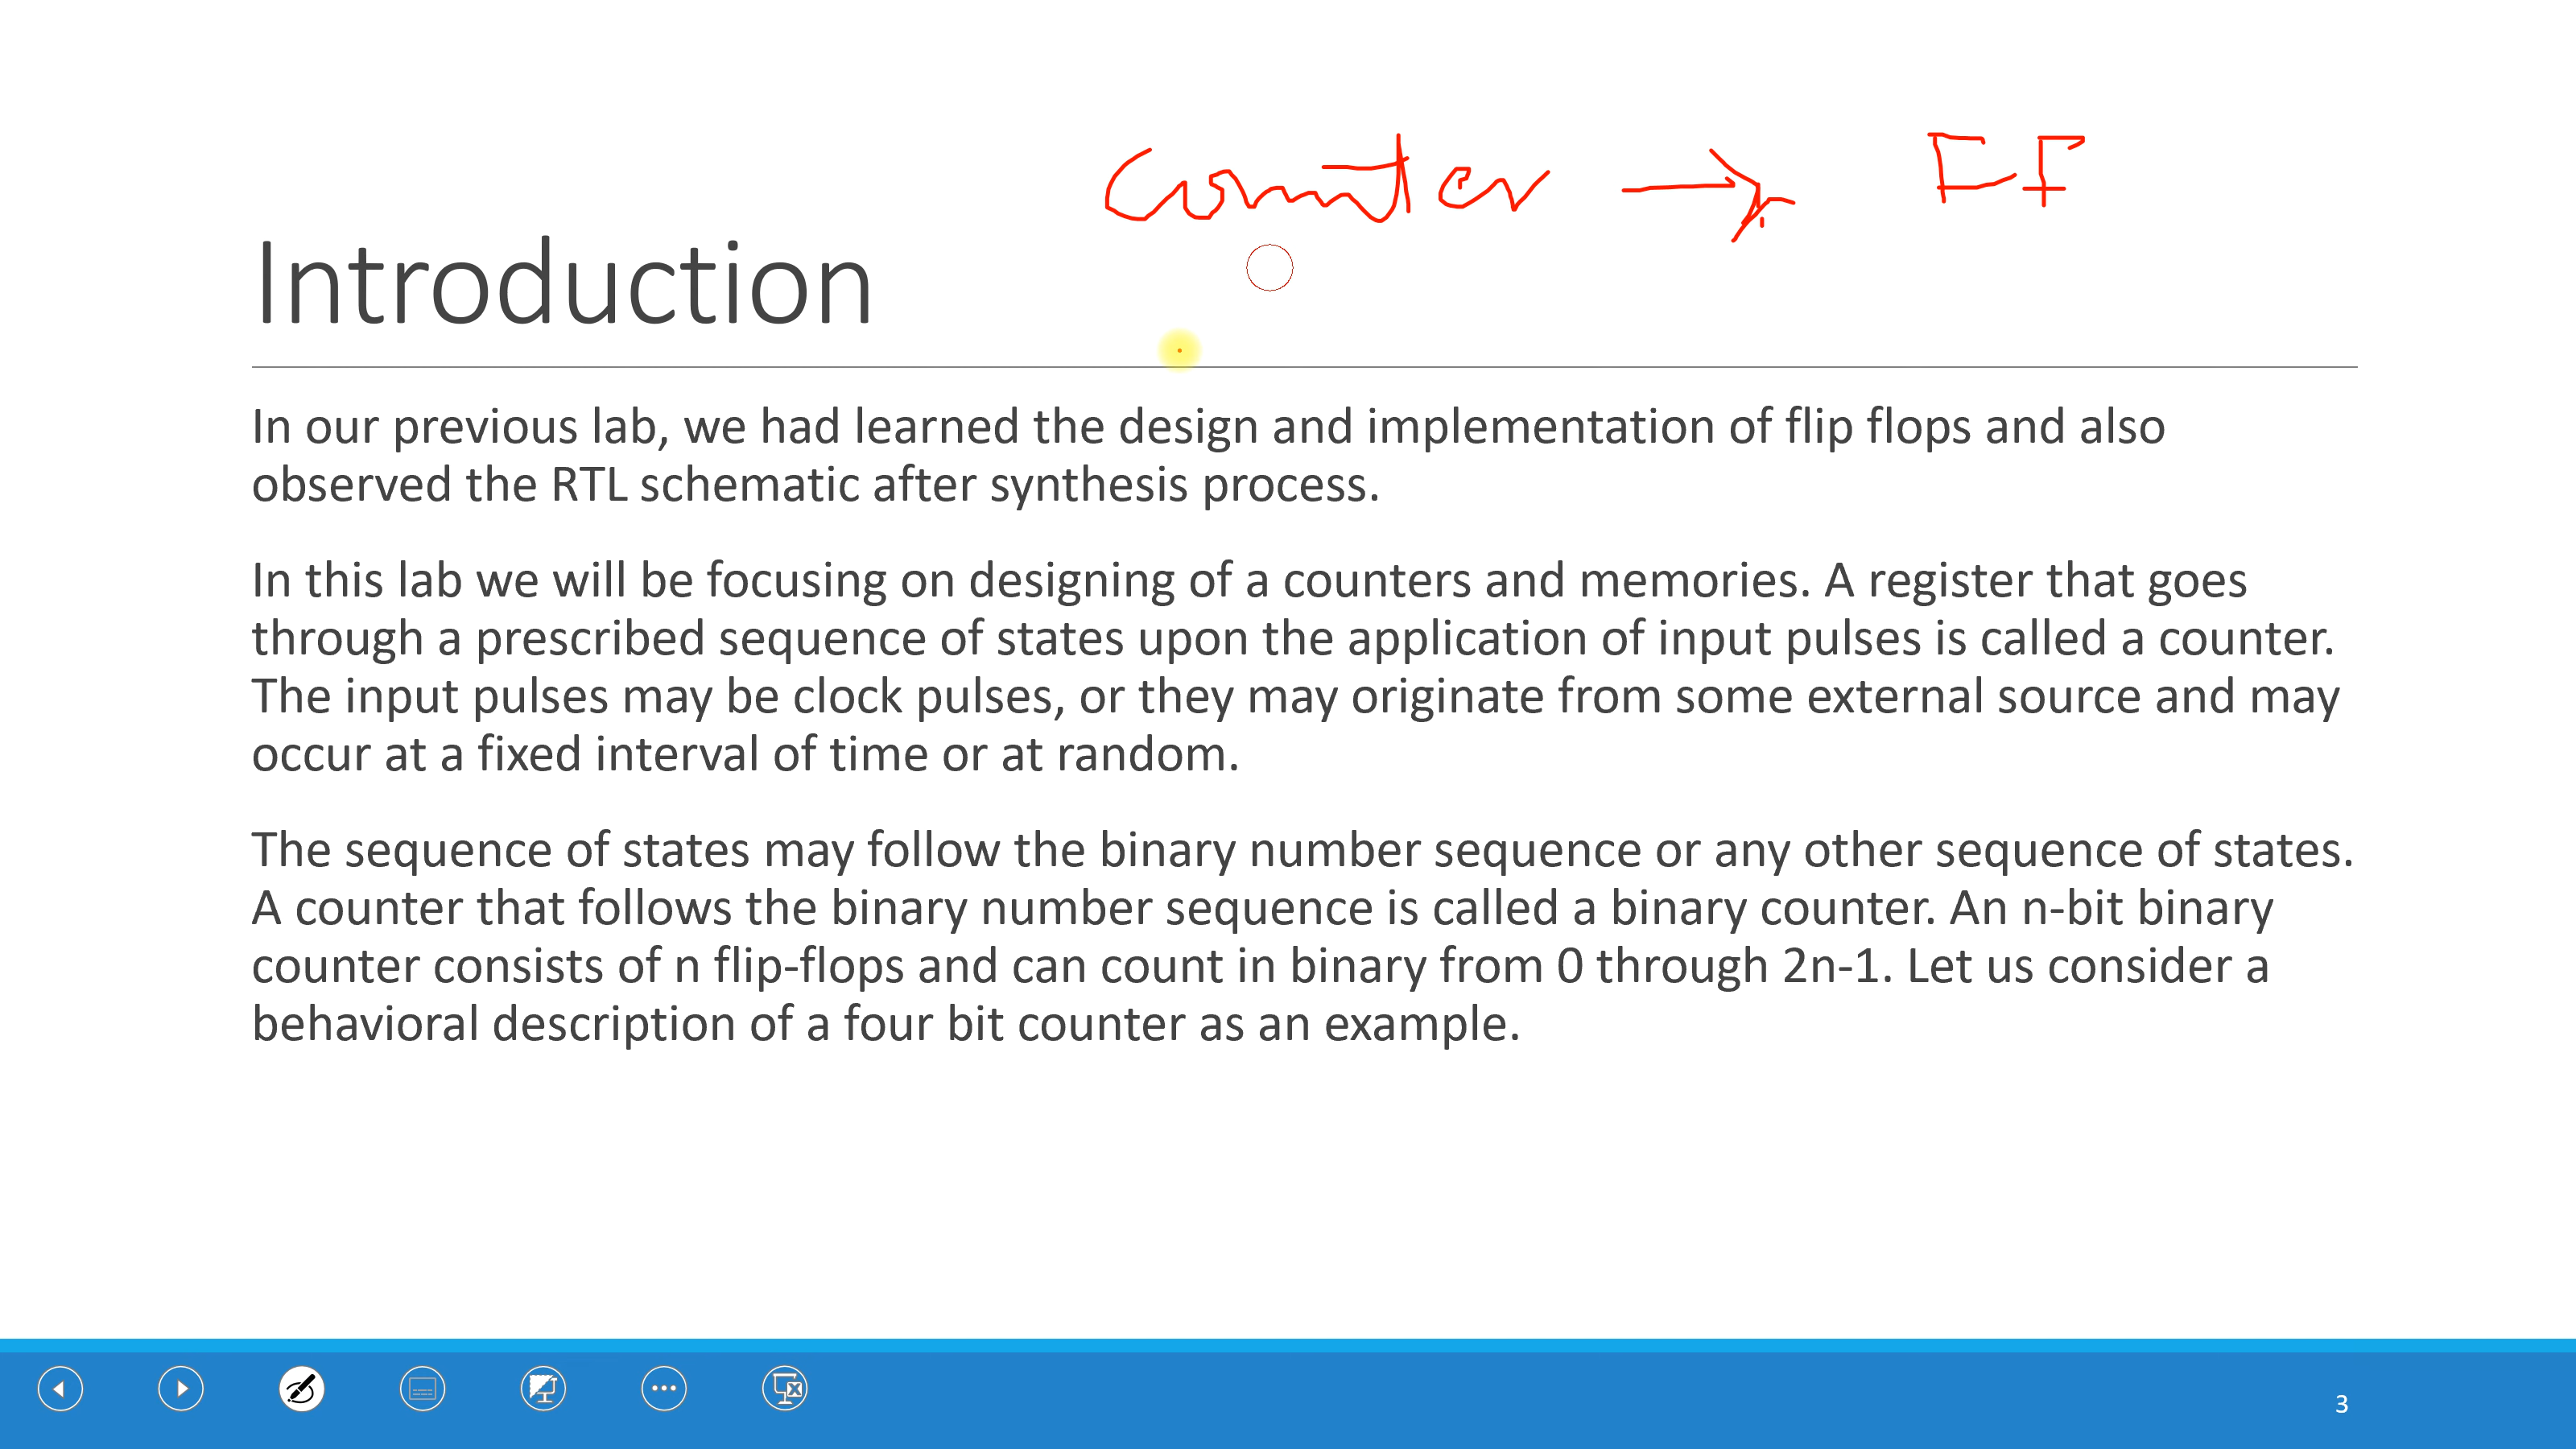 Counter → FF
Introduction
In our previous lab, we had learned the design and implementation of flip flops and also
observed the RTL schematic after synthesis process.
In this lab we will be focusing on designing of a counters and memories. A register that goes
through a prescribed sequence of states upon the application of input pulses is called a counter.
The input pulses may be clock pulses, or they may originate from some external source and may
occur at a fixed interval of time or at random.
The sequence of states may follow the binary number sequence or any other sequence of states.
A counter that follows the binary number sequence is called a binary counter. An n-bit binary
counter consists of n flip-flops and can count in binary from 0 through 2n-1. Let us consider a
behavioral description of a four bit counter as an example.
3